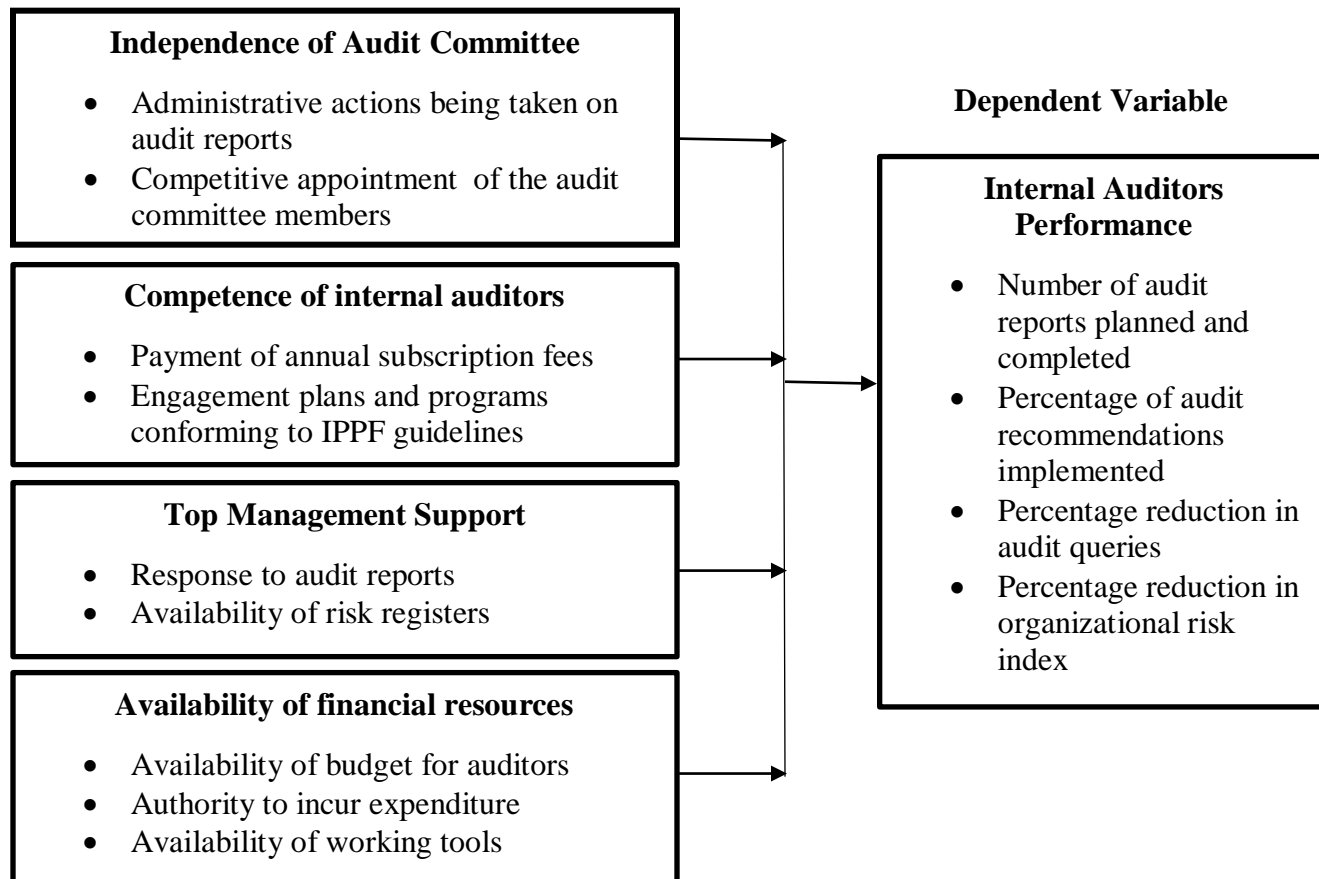 Independence of Audit Committee
• Administrative actions being taken on
audit reports
• Competitive appointment of the audit
committee members
Competence of internal auditors
• Payment of annual subscription fees
• Engagement plans and programs
conforming to IPPF guidelines
Top Management Support
• Response to audit reports
• Availability of risk registers
Availability of financial resources
• Availability of budget for auditors
• Authority to incur expenditure
• Availability of working tools
Dependent Variable
Internal Auditors
Performance
• Number of audit
reports planned and
completed
• Percentage of audit
recommendations
implemented
• Percentage reduction in
audit queries
• Percentage reduction in
organizational risk
index